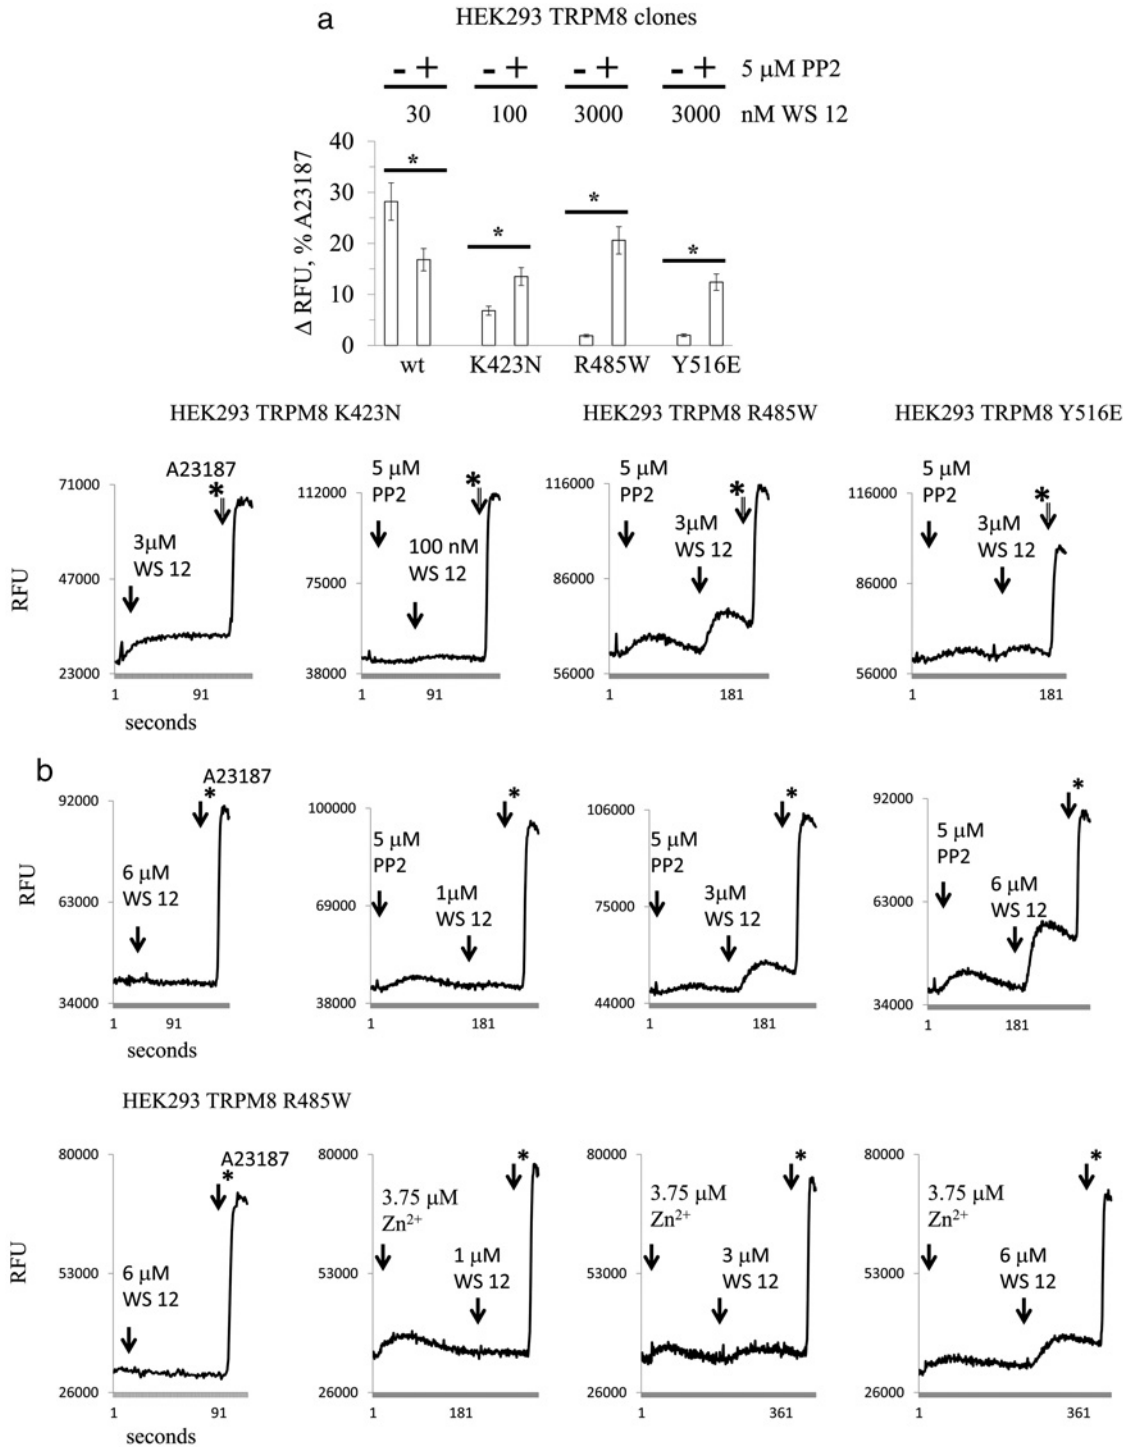 a HEK293 TRPM8 clones
- + - + - + - + 5 μM PP2
30 100 3000 3000 nM WS 12
Δ RFU, % A23187
40
30
20
10
0
* * * *
wt K423N R485W Y516E
HEK293 TRPM8 K423N HEK293 TRPM8 R485W HEK293 TRPM8 Y516E
RFU
71000
47000
23000
A23187
*
3μM
WS 12
1 91
seconds
112000
75000
38000
5 μM
PP2
*
100 nM
WS 12
1 91
116000
86000
56000
5 μM
PP2
*
3μM
WS 12
1 181
116000
86000
56000
5 μM
PP2
*
3μM
WS 12
1 181
b
RFU
92000
63000
34000
A23187
*
6 μM
WS 12
1 91
seconds
100000
69000
38000
*
5 μM
PP2
1μM
WS 12
1 181
106000
75000
44000
*
5 μM
PP2
3μM
WS 12
1 181
92000
63000
34000
*
5 μM
PP2
6 μM
WS 12
1 181
HEK293 TRPM8 R485W
RFU
80000
53000
26000
A23187
*
6 μM
WS 12
1 91
seconds
80000
53000
26000
*
3.75 μM
Zn²⁺
1 μM
WS 12
1 181
80000
53000
26000
*
3.75 μM
Zn²⁺
3 μM
WS 12
1 361
80000
53000
26000
*
3.75 μM
Zn²⁺
6 μM
WS 12
1 361